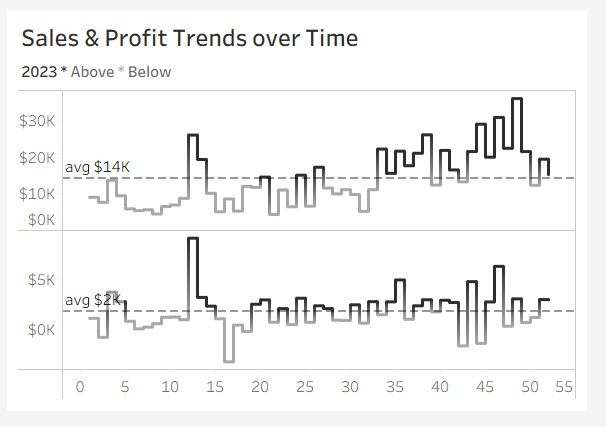 Sales & Profit Trends over Time
2023 * Above * Below
$30K
$20K
avg $14K
$10K
$0K
$5K
avg $2K
$0K
0 5 10 15 20 25 30 35 40 45 50 55